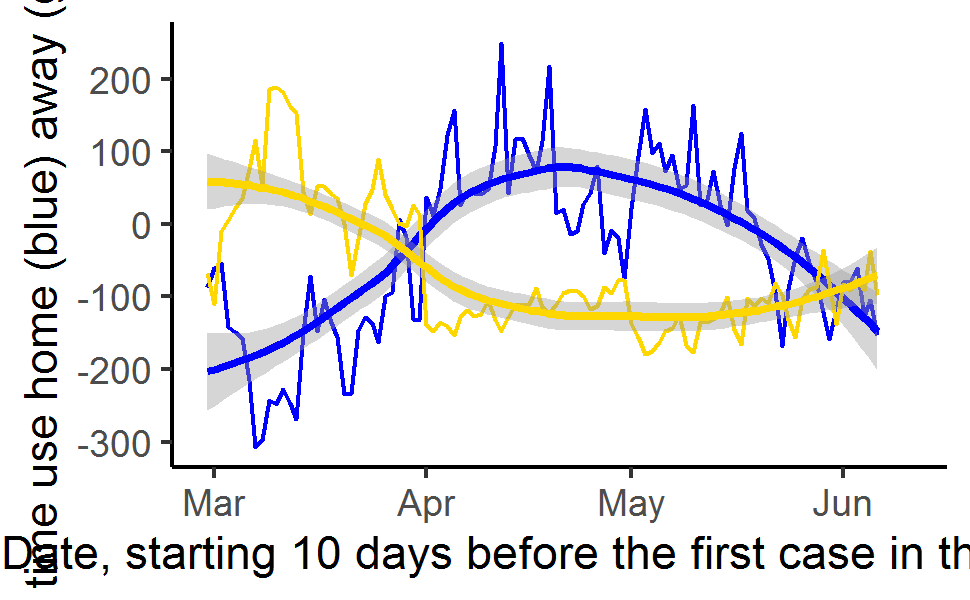 time use home (blue) away (
200
100
0
-100
-200
-300
Mar Apr May Jun
Date, starting 10 days before the first case in th